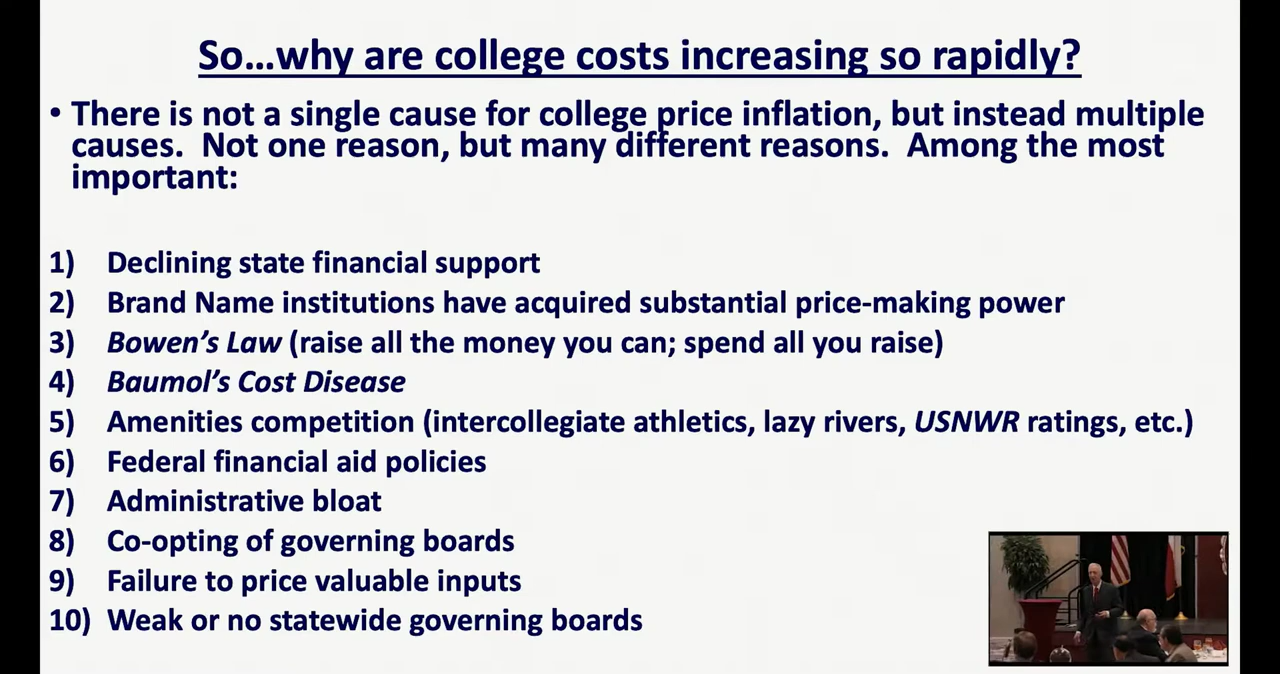 So...why are college costs increasing so rapidly?
• There is not a single cause for college price inflation, but instead multiple
causes.  Not one reason, but many different reasons.  Among the most
important:
1) Declining state financial support
2) Brand Name institutions have acquired substantial price-making power
3) Bowen's Law (raise all the money you can; spend all you raise)
4) Baumol's Cost Disease
5) Amenities competition (intercollegiate athletics, lazy rivers, USNWR ratings, etc.)
6) Federal financial aid policies
7) Administrative bloat
8) Co-opting of governing boards
9) Failure to price valuable inputs
10) Weak or no statewide governing boards